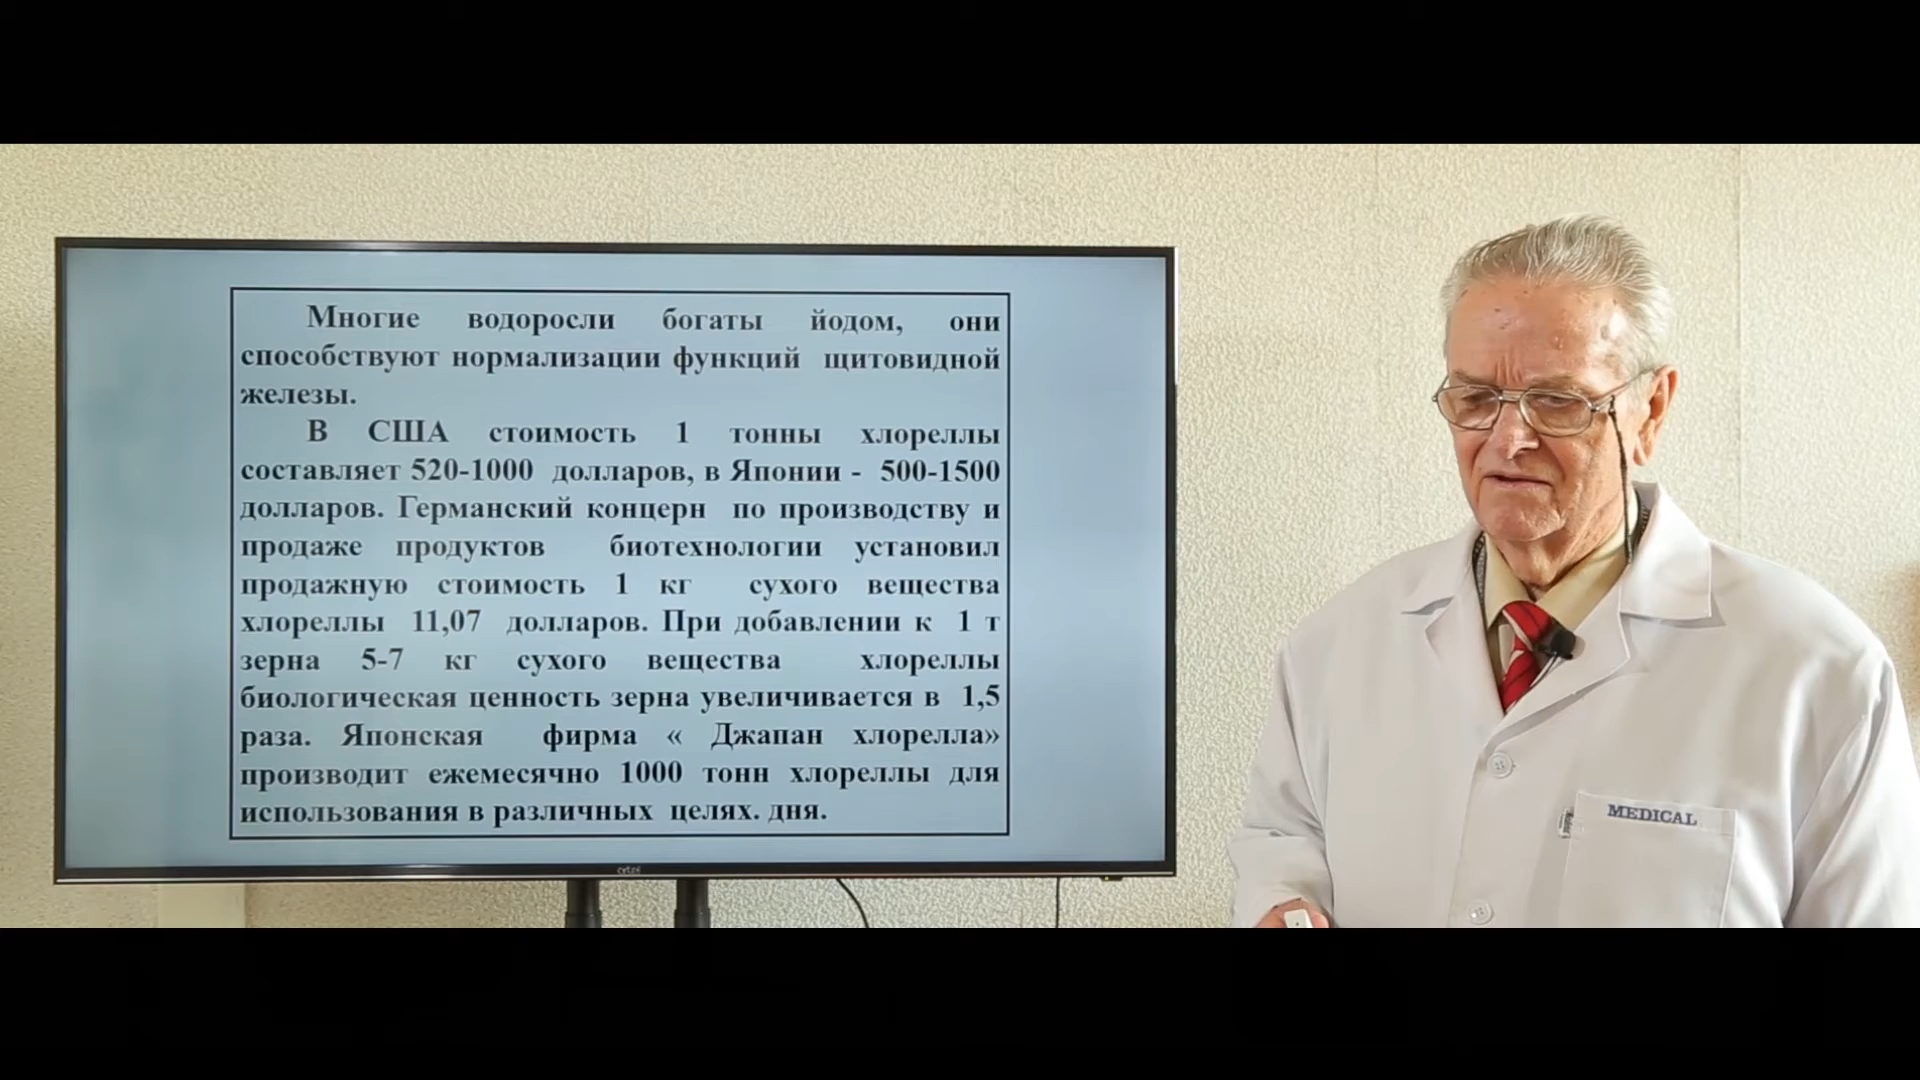 Многие водоросли богаты йодом, они
способствуют нормализации функций щитовидной
железы.
В США стоимость 1 тонны хлореллы
составляет 520-1000 долларов, в Японии - 500-1500
долларов. Германский концерн по производству и
продаже продуктов биотехнологии установил
продажную стоимость 1 кг сухого вещества
хлореллы 11,07 долларов. При добавлении к 1 т
зерна 5-7 кг сухого вещества хлореллы
биологическая ценность зерна увеличивается в 1,5
раза. Японская фирма « Джапан хлорелла»
производит ежемесячно 1000 тонн хлореллы для
использования в различных целях. дня.
artel
MEDICAL